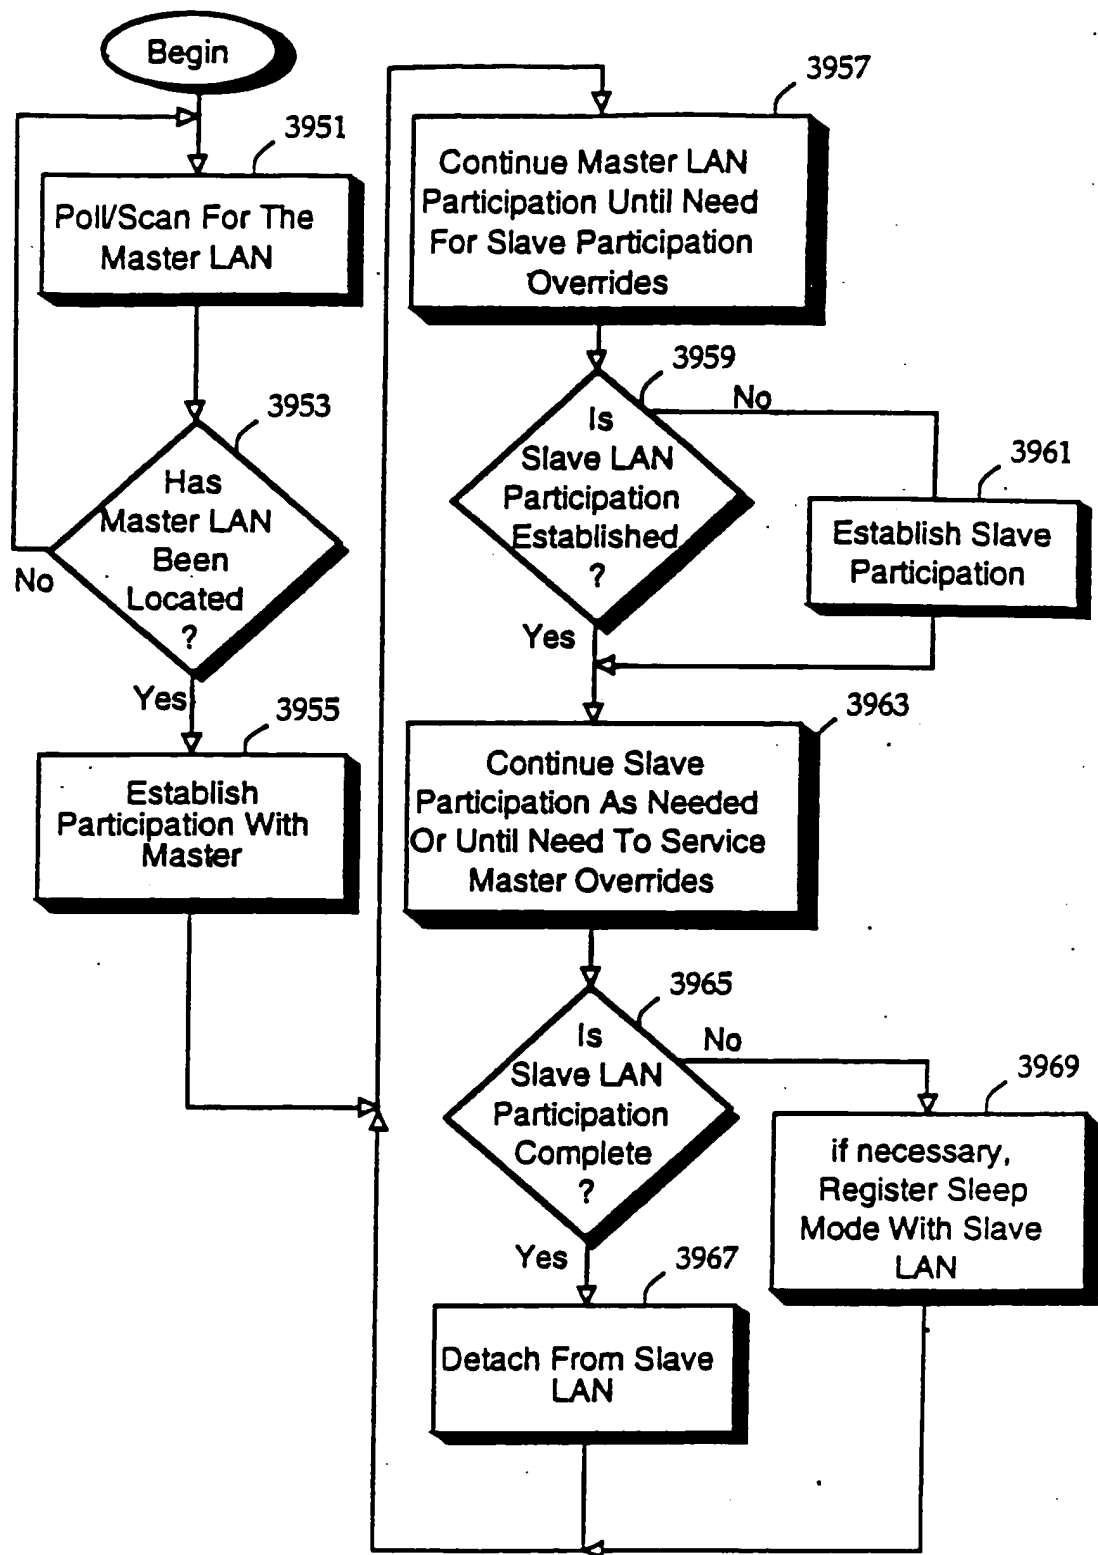 Begin
3951
Poll/Scan For The
Master LAN
3953
Has
Master LAN
Been
Located
?
No
Yes
3955
Establish
Participation With
Master
3957
Continue Master LAN
Participation Until Need
For Slave Participation
Overrides
3959
Is
Slave LAN
Participation
Established
?
No
3961
Establish Slave
Participation
Yes
3963
Continue Slave
Participation As Needed
Or Until Need To Service
Master Overrides
3965
Is
Slave LAN
Participation
Complete
?
No
3969
if necessary,
Register Sleep
Mode With Slave
LAN
Yes
3967
Detach From Slave
LAN